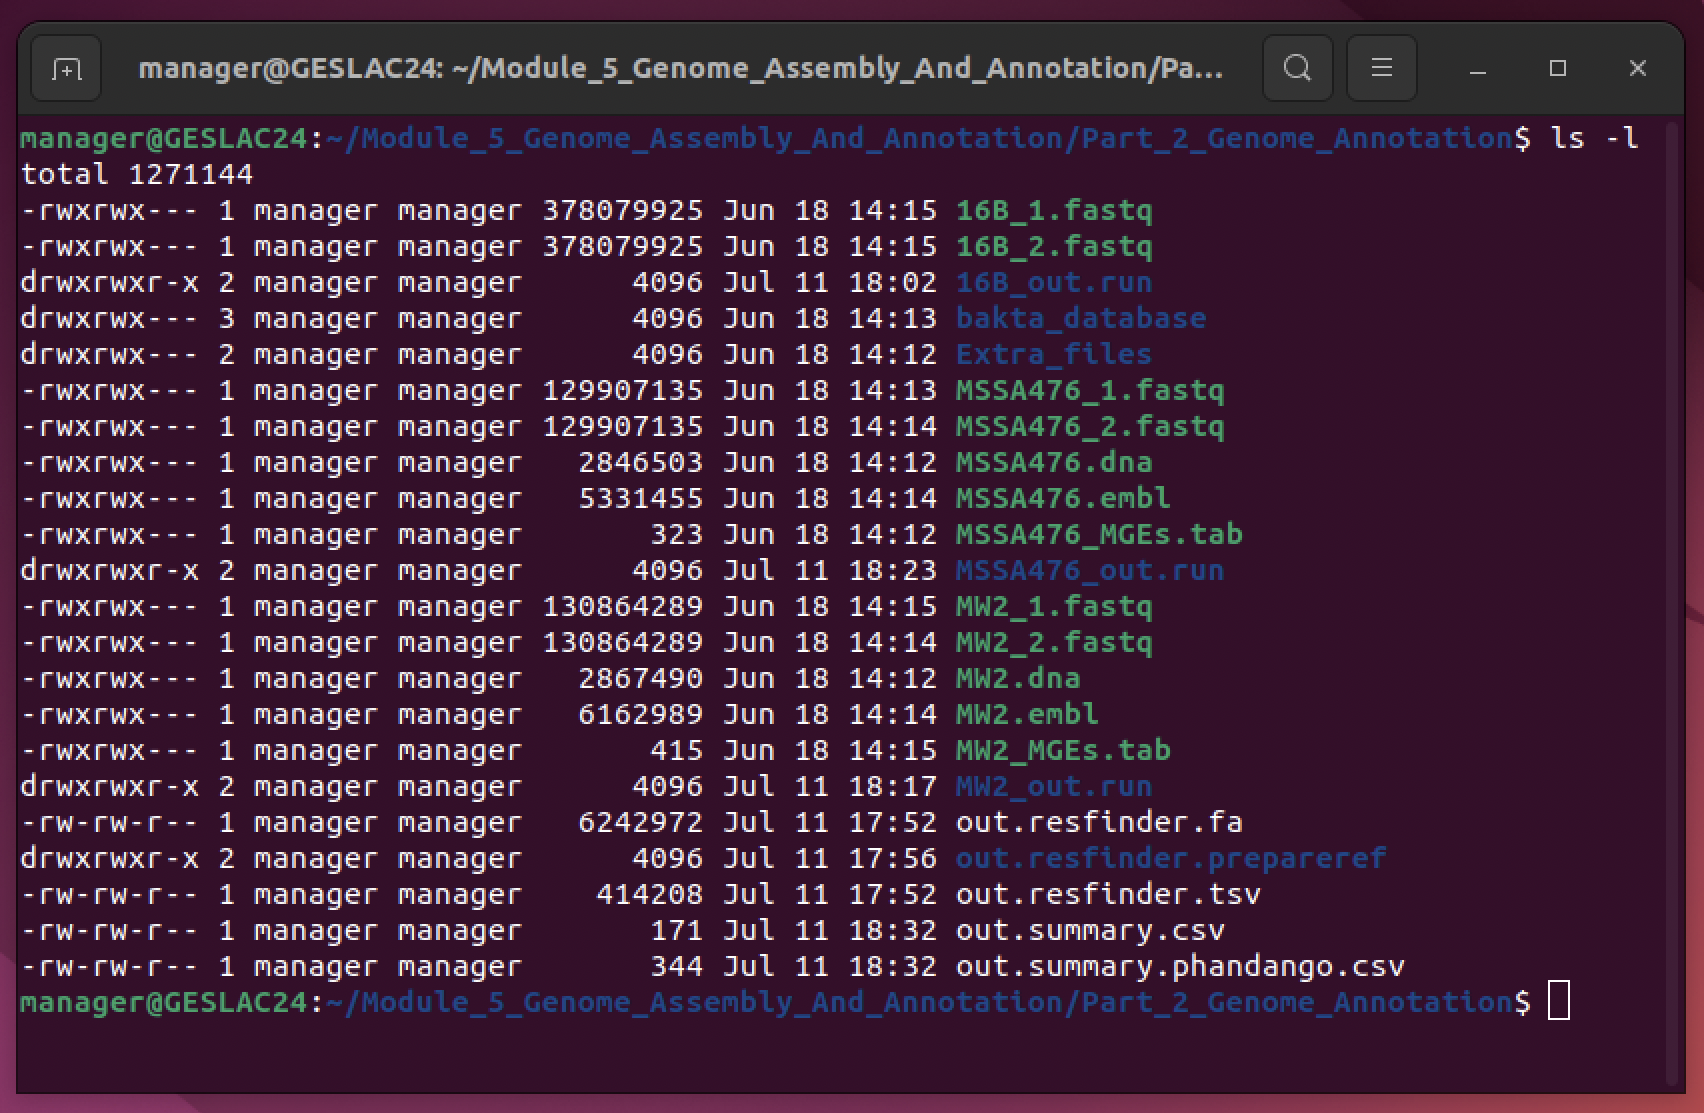 manager@GESLAC24: ~/Module_5_Genome_Assembly_And_Annotation/Pa...
manager@GESLAC24:~/Module_5_Genome_Assembly_And_Annotation/Part_2_Genome_Annotation$ ls -l
total 1271144
-rwxrwx--- 1 manager manager 378079925 Jun 18 14:15 16B_1.fastq
-rwxrwx--- 1 manager manager 378079925 Jun 18 14:15 16B_2.fastq
drwxrwxr-x 2 manager manager      4096 Jul 11 18:02 16B_out.run
drwxrwx--- 3 manager manager      4096 Jun 18 14:13 bakta_database
drwxrwx--- 2 manager manager      4096 Jun 18 14:12 Extra_files
-rwxrwx--- 1 manager manager 129907135 Jun 18 14:13 MSSA476_1.fastq
-rwxrwx--- 1 manager manager 129907135 Jun 18 14:14 MSSA476_2.fastq
-rwxrwx--- 1 manager manager   2846503 Jun 18 14:12 MSSA476.dna
-rwxrwx--- 1 manager manager   5331455 Jun 18 14:14 MSSA476.embl
-rwxrwx--- 1 manager manager       323 Jun 18 14:12 MSSA476_MGEs.tab
drwxrwxr-x 2 manager manager      4096 Jul 11 18:23 MSSA476_out.run
-rwxrwx--- 1 manager manager 130864289 Jun 18 14:15 MW2_1.fastq
-rwxrwx--- 1 manager manager 130864289 Jun 18 14:14 MW2_2.fastq
-rwxrwx--- 1 manager manager   2867490 Jun 18 14:12 MW2.dna
-rwxrwx--- 1 manager manager   6162989 Jun 18 14:14 MW2.embl
-rwxrwx--- 1 manager manager       415 Jun 18 14:15 MW2_MGEs.tab
drwxrwxr-x 2 manager manager      4096 Jul 11 18:17 MW2_out.run
-rw-rw-r-- 1 manager manager   6242972 Jul 11 17:52 out.resfinder.fa
drwxrwxr-x 2 manager manager      4096 Jul 11 17:56 out.resfinder.prepareref
-rw-rw-r-- 1 manager manager    414208 Jul 11 17:52 out.resfinder.tsv
-rw-rw-r-- 1 manager manager       171 Jul 11 18:32 out.summary.csv
-rw-rw-r-- 1 manager manager       344 Jul 11 18:32 out.summary.phandango.csv
manager@GESLAC24:~/Module_5_Genome_Assembly_And_Annotation/Part_2_Genome_Annotation$